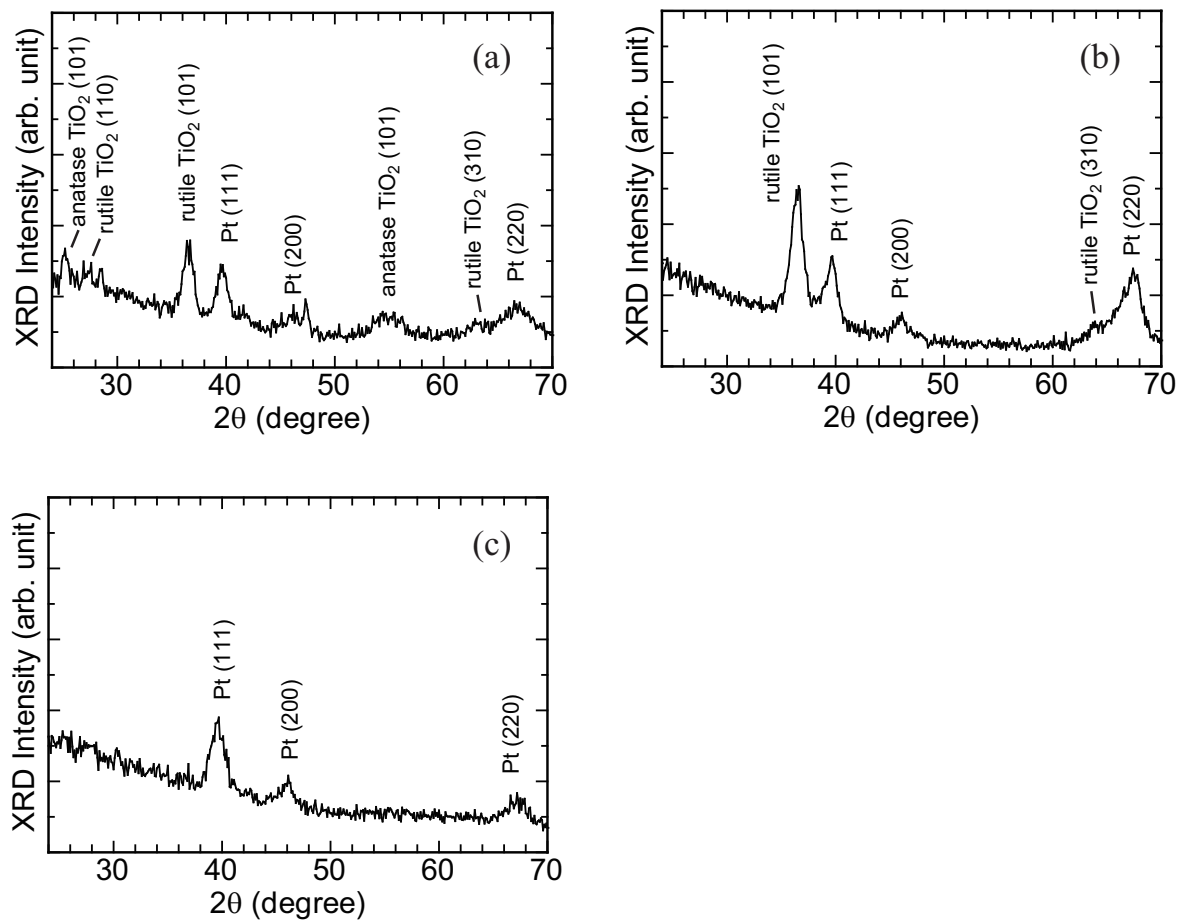 (a)
XRD Intensity (arb. unit)
anatase TiO2 (101)
rutile TiO2 (110)
rutile TiO2 (101)
Pt (111)
Pt (200)
anatase TiO2 (101)
rutile TiO2 (310)
Pt (220)
30 40 50 60 70
2θ (degree)
(b)
XRD Intensity (arb. unit)
rutile TiO2 (101)
Pt (111)
Pt (200)
rutile TiO2 (310)
Pt (220)
30 40 50 60 70
2θ (degree)
(c)
XRD Intensity (arb. unit)
Pt (111)
Pt (200)
Pt (220)
30 40 50 60 70
2θ (degree)